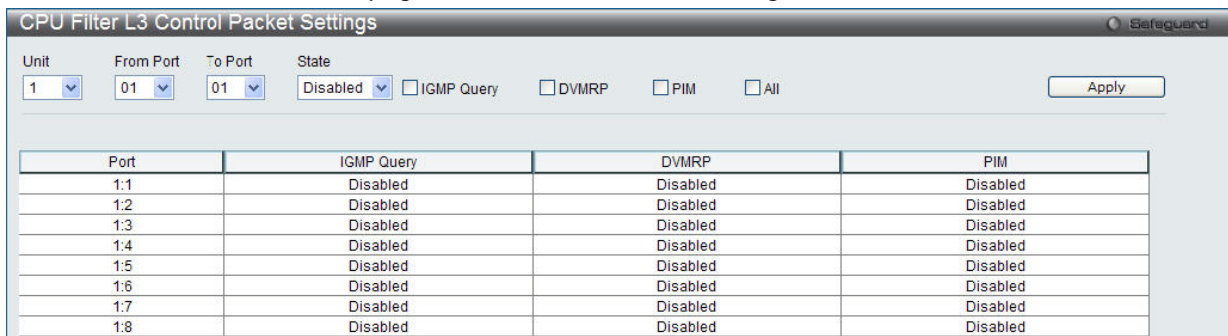 CPU Filter L3 Control Packet Settings Safeguard
Unit From Port To Port State
1 01 01 Disabled IGMP Query DVMRP PIM All Apply
Port IGMP Query DVMRP PIM
1:1 Disabled Disabled Disabled
1:2 Disabled Disabled Disabled
1:3 Disabled Disabled Disabled
1:4 Disabled Disabled Disabled
1:5 Disabled Disabled Disabled
1:6 Disabled Disabled Disabled
1:7 Disabled Disabled Disabled
1:8 Disabled Disabled Disabled